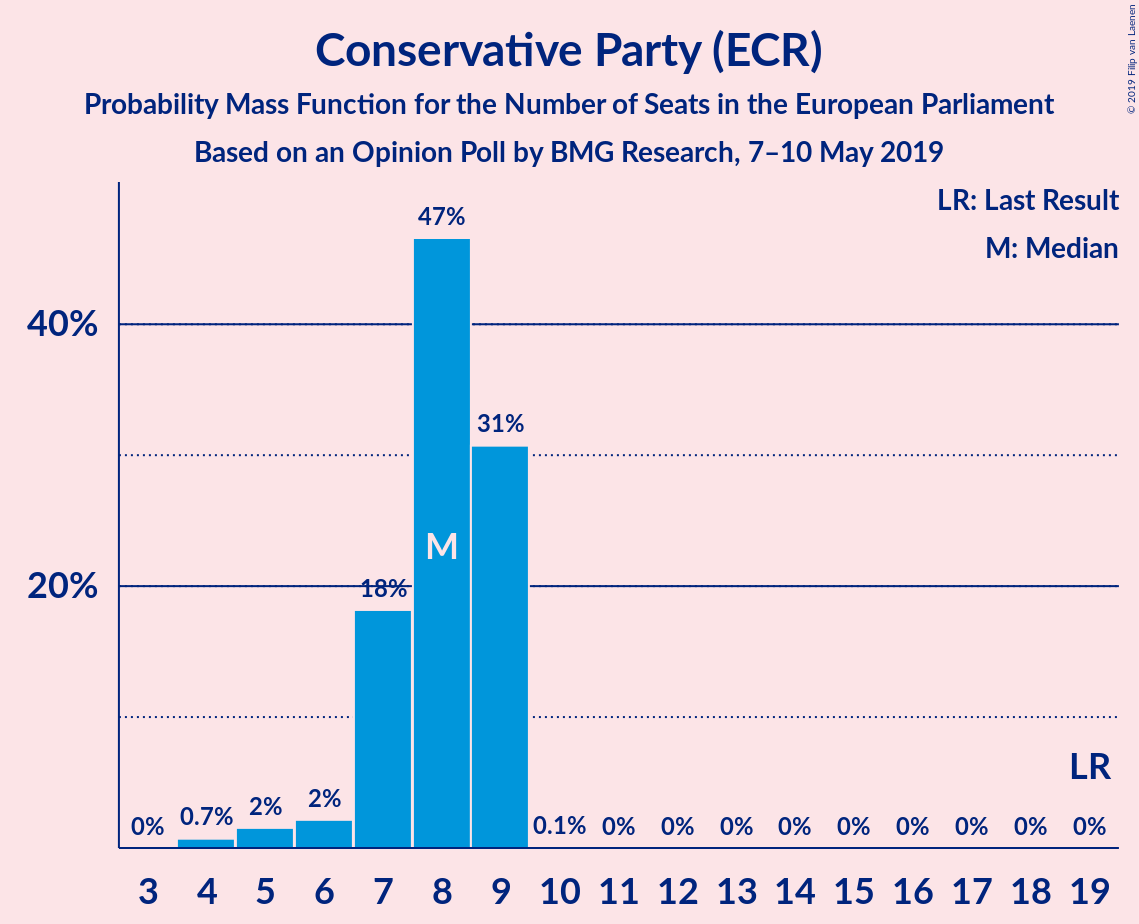 Conservative Party (ECR)
Probability Mass Function for the Number of Seats in the European Parliament
Based on an Opinion Poll by BMG Research, 7–10 May 2019
© 2019 Filip van Laenen
LR: Last Result
M: Median
40%
20%
0%
0.7%
2%
2%
18%
47%
31%
0.1%
0%
0%
0%
0%
0%
0%
0%
0%
0%
M
LR
3 4 5 6 7 8 9 10 11 12 13 14 15 16 17 18 19